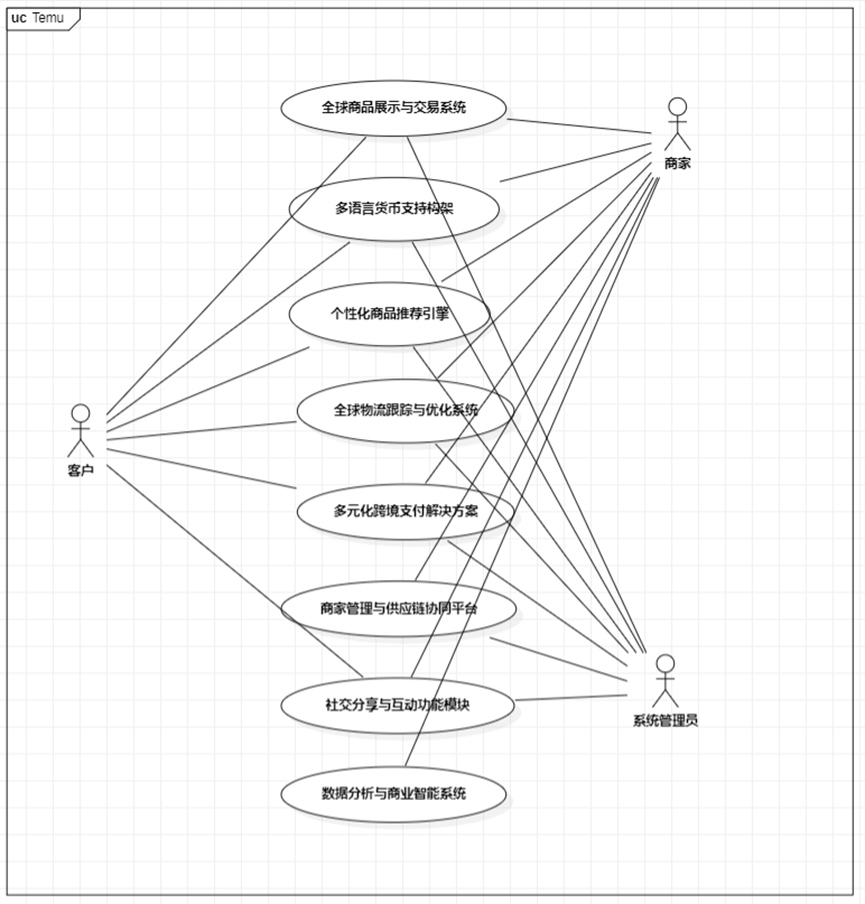 uc Temu
全球商品展示与交易系统
商家
多语言货币支持构架
个性化商品推荐引擎
全球物流跟踪与优化系统
客户
多元化跨境支付解决方案
商家管理与供应链协同平台
社交分享与互动功能模块
系统管理员
数据分析与商业智能系统